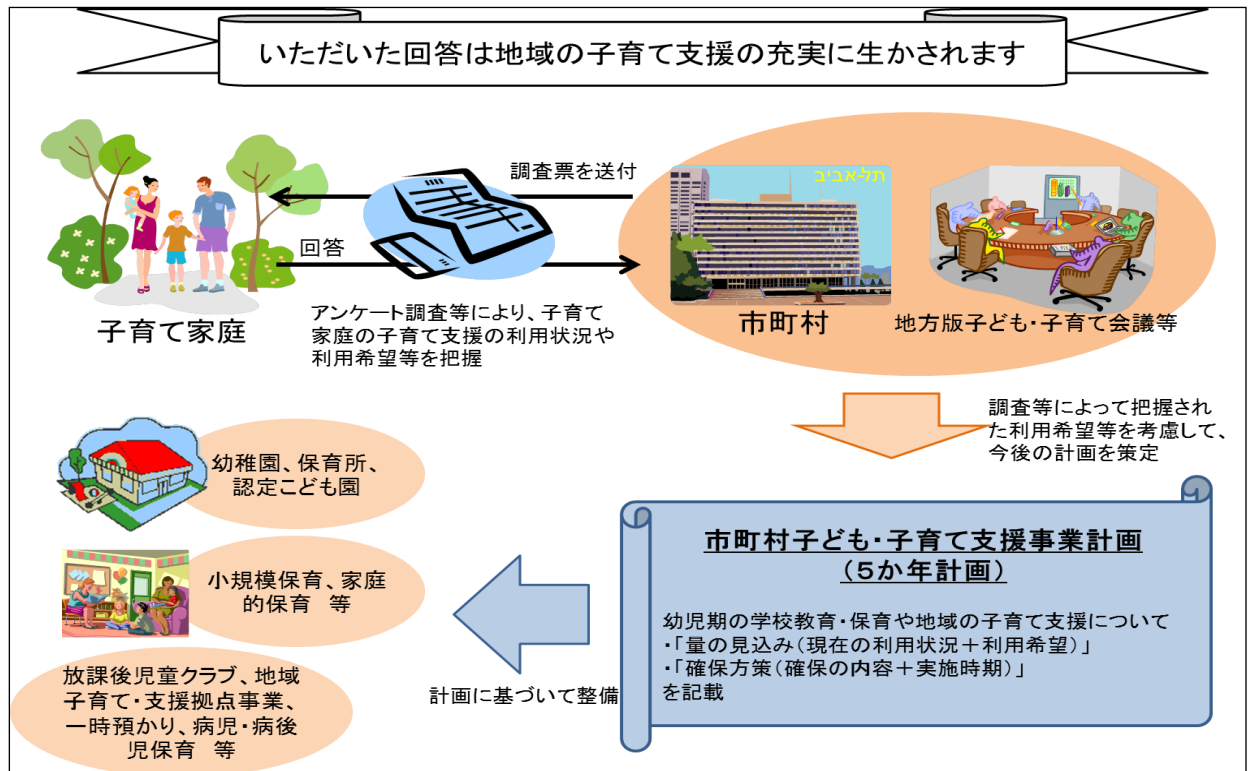 いただいた回答は地域の子育て支援の充実に生かされます
調査票を送付
回答
תל-אביב
子育て家庭
アンケート調査等により、子育て
家庭の子育て支援の利用状況や
利用希望等を把握
市町村
地方版子ども・子育て会議等
調査等によって把握され
た利用希望等を考慮して、
今後の計画を策定
幼稚園、保育所、
認定こども園
小規模保育、家庭
的保育　等
放課後児童クラブ、地域
子育て・支援拠点事業、
一時預かり、病児・病後
児保育　等
計画に基づいて整備
市町村子ども・子育て支援事業計画
（５か年計画）
幼児期の学校教育・保育や地域の子育て支援について
・「量の見込み（現在の利用状況＋利用希望）」
・「確保方策（確保の内容＋実施時期）」
を記載